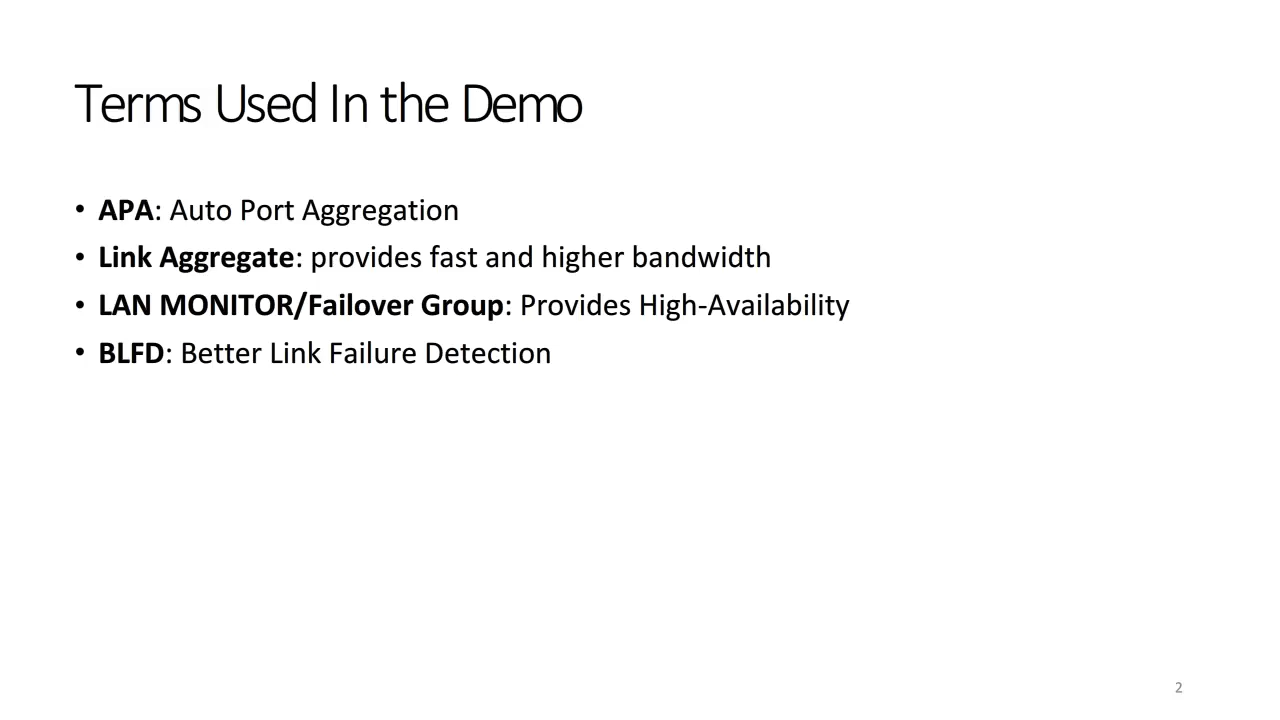 Terms Used In the Demo
• APA: Auto Port Aggregation
• Link Aggregate: provides fast and higher bandwidth
• LAN MONITOR/Failover Group: Provides High-Availability
• BLFD: Better Link Failure Detection
2